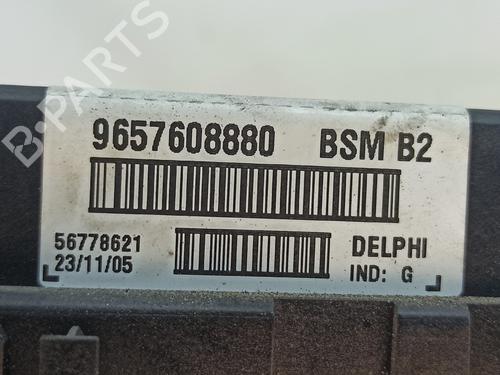 B-PARTS
9657608880 BSM B2
56778621
23/11/05
DELPHI
IND: G